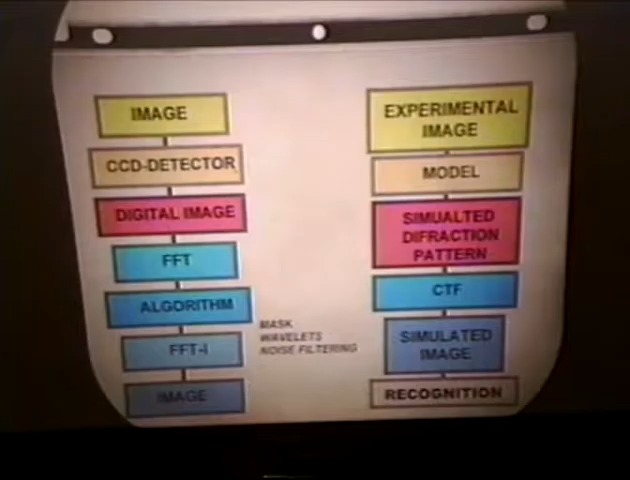 IMAGE
CCD-DETECTOR
DIGITAL IMAGE
FFT
ALGORITHM
FFT-I
IMAGE
MASK
WAVELETS
NOISE FILTERING
EXPERIMENTAL
IMAGE
MODEL
SIMUALTED
DIFRACTION
PATTERN
CTF
SIMULATED
IMAGE
RECOGNITION